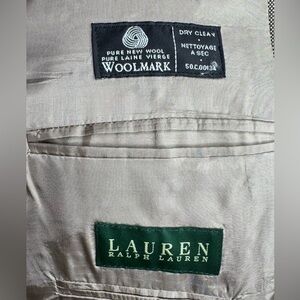 PURE NEW WOOL
PURE LAINE VIERGE
WOOLMARK
DRY CLEAN
NETTOYAGE
A SEC
LAUREN
RALPH LAUREN